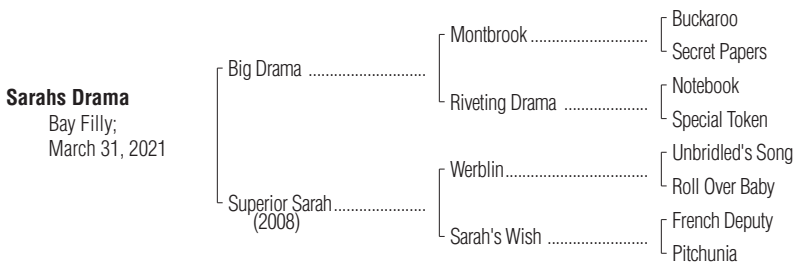 Sarahs Drama
Bay Filly;
March 31, 2021
Big Drama ............................
Superior Sarah......................
(2008)
Montbrook ............................
Riveting Drama ....................
Werblin..................................
Sarah's Wish ........................
Buckaroo
Secret Papers
Notebook
Special Token
Unbridled's Song
Roll Over Baby
French Deputy
Pitchunia